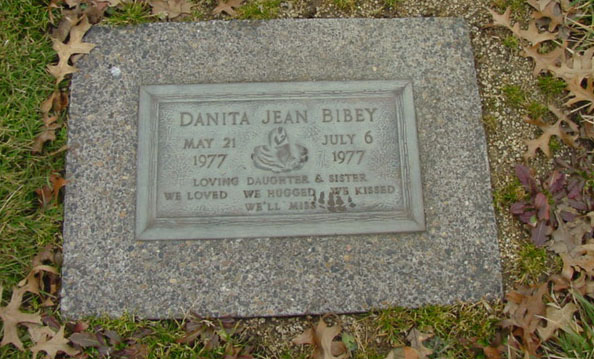 DANITA JEAN BIBEY
MAY 21 JULY 6
1977 1977
LOVING DAUGHTER & SISTER
WE LOVED WE HUGGED WE KISSED
WE'LL MISS